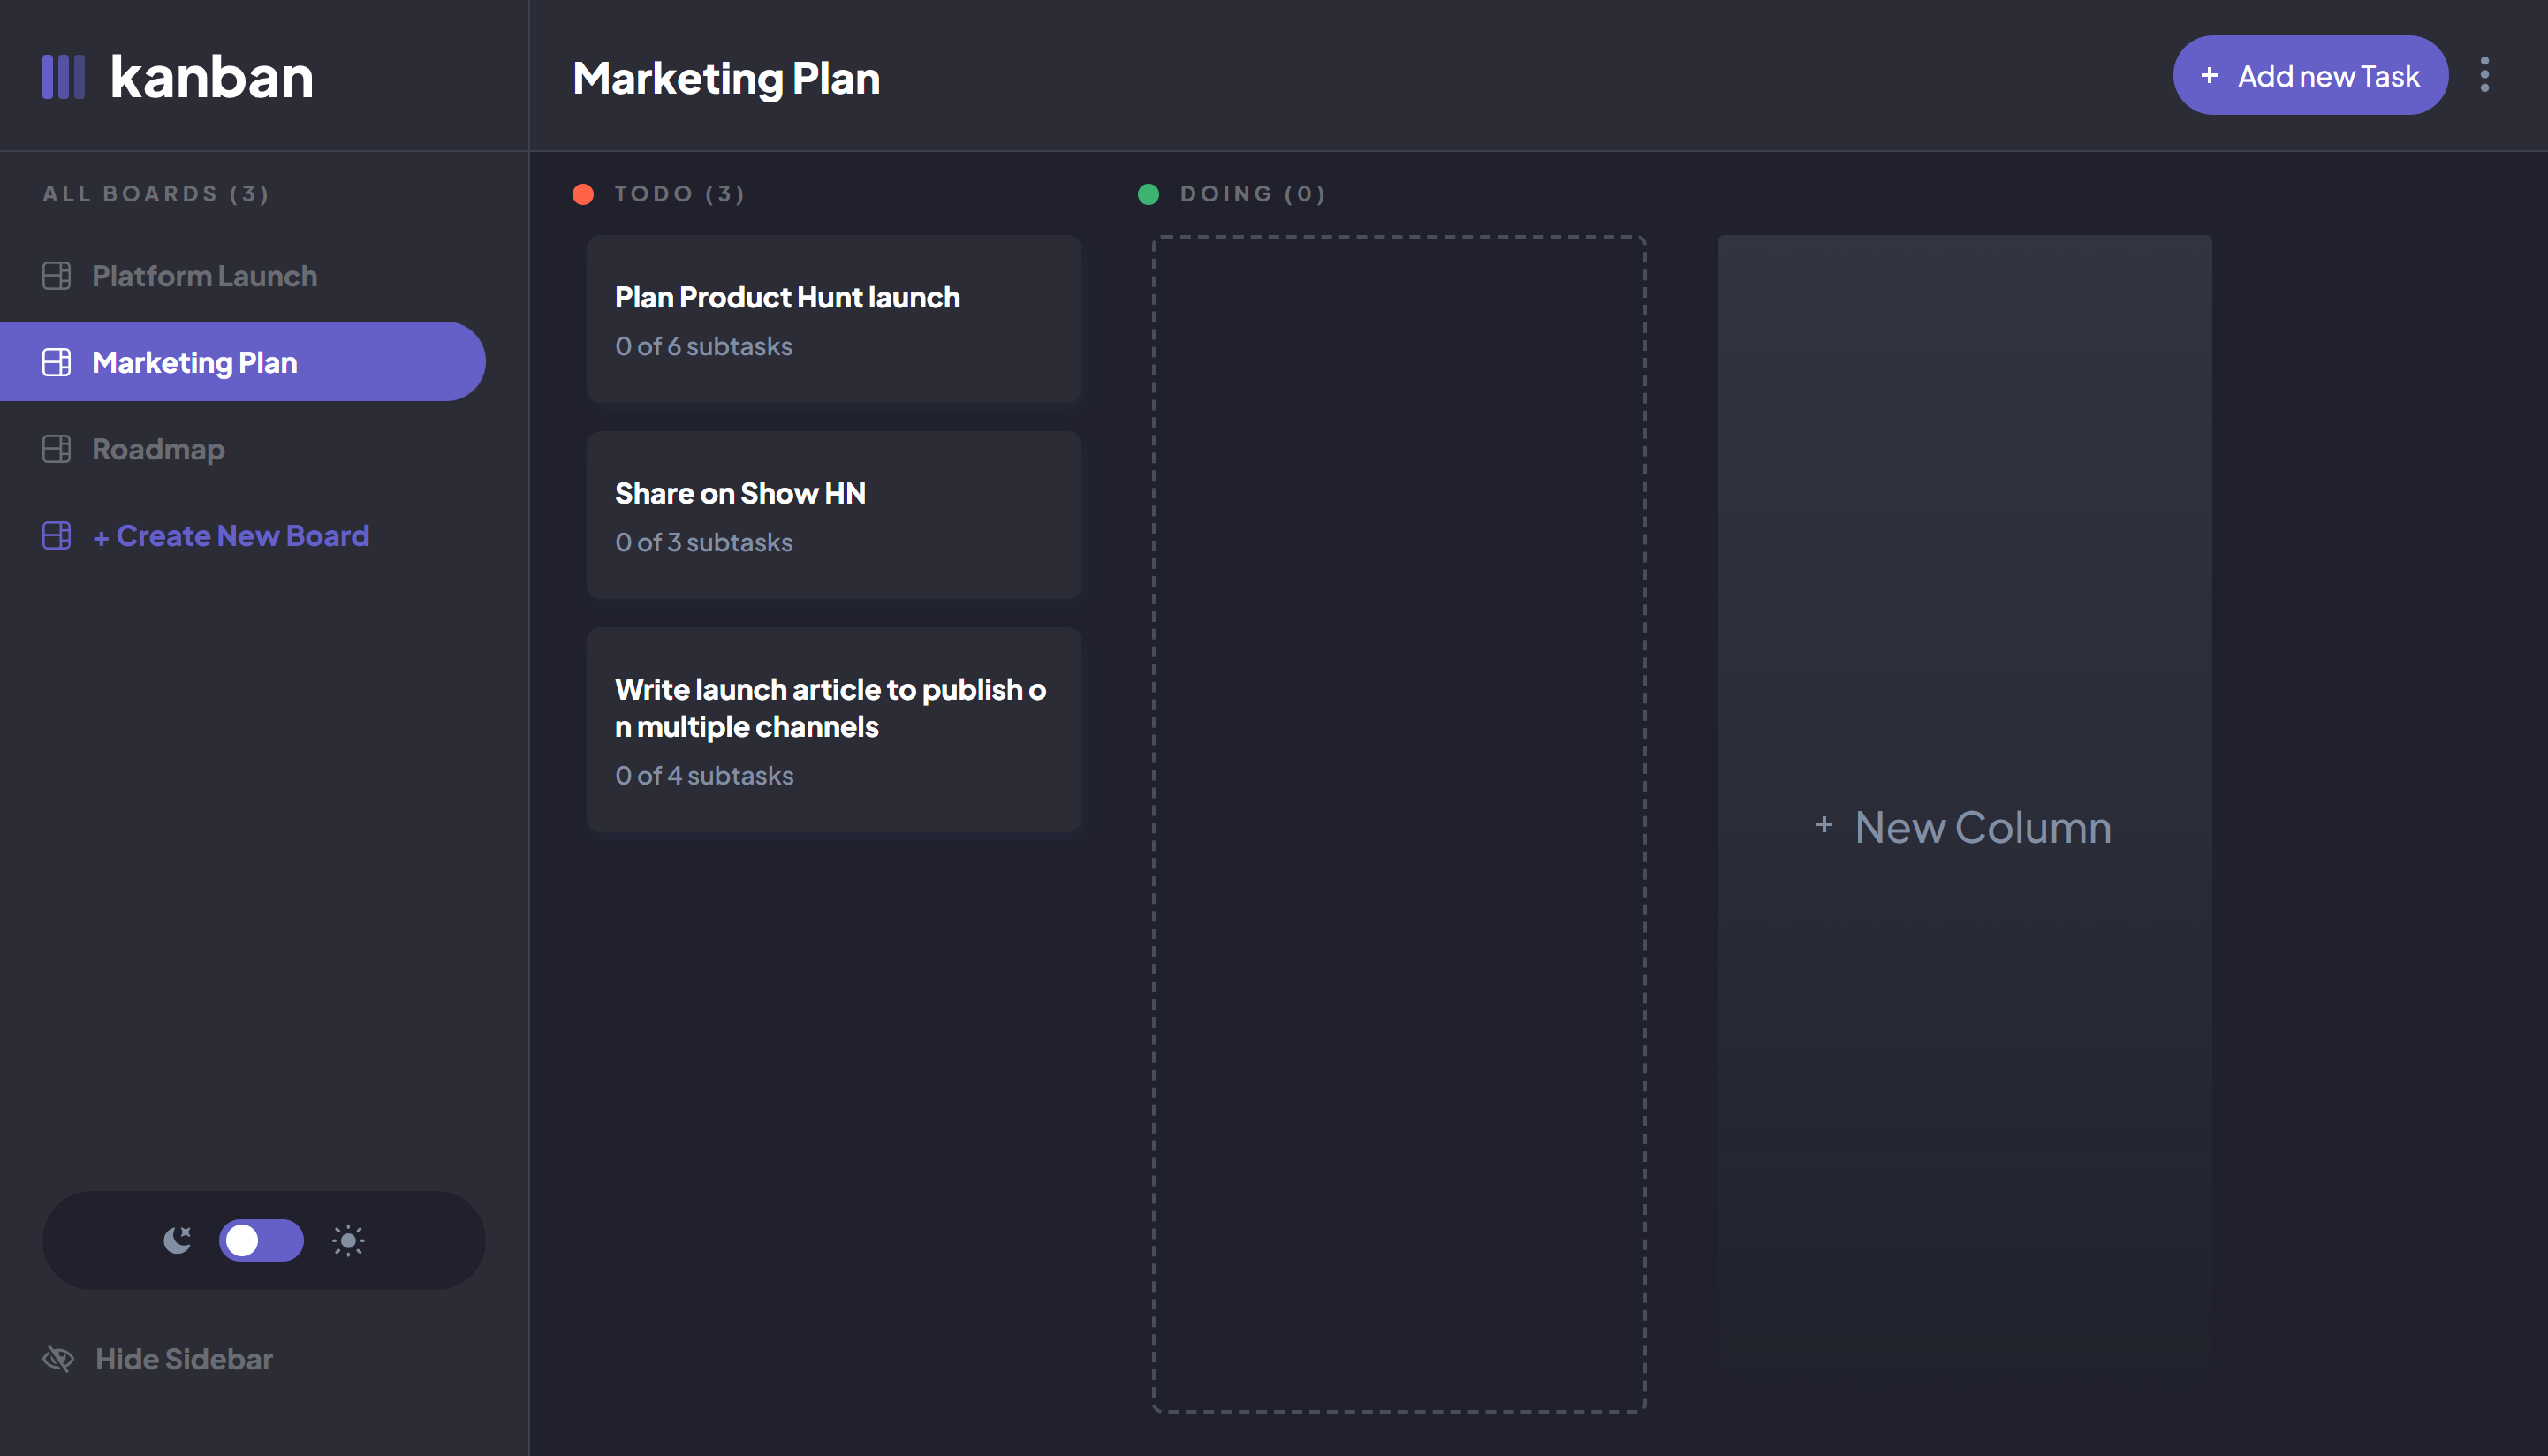 kanban
ALL BOARDS (3)
Platform Launch
Marketing Plan
Roadmap
+ Create New Board
Hide Sidebar
Marketing Plan
+ Add new Task
TODO (3)
Plan Product Hunt launch
0 of 6 subtasks
Share on Show HN
0 of 3 subtasks
Write launch article to publish o
n multiple channels
0 of 4 subtasks
DOING (0)
+ New Column